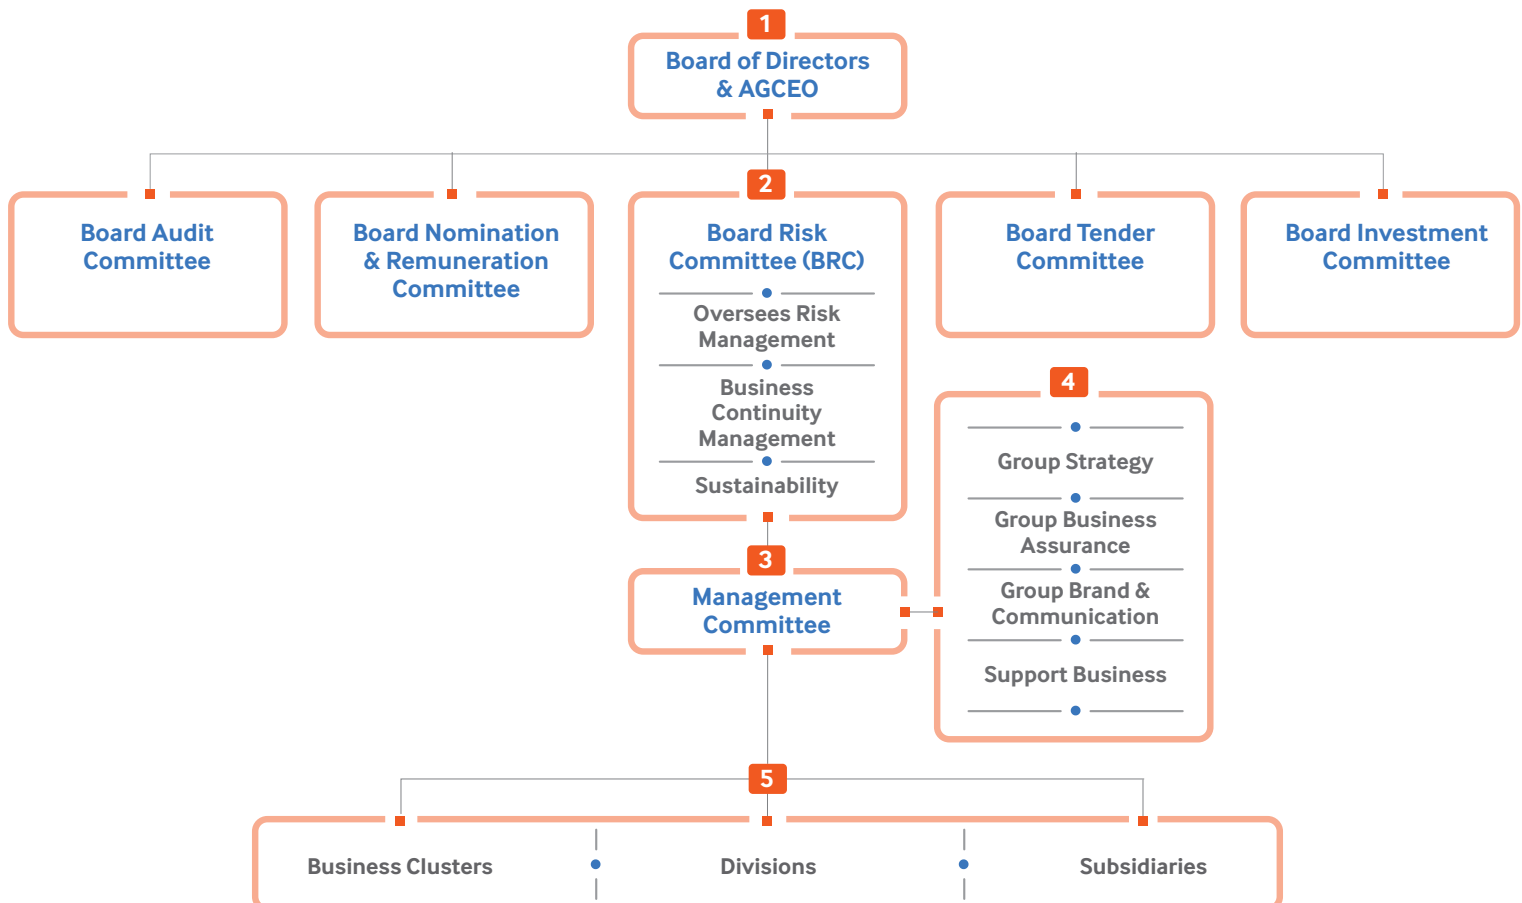 1
Board of Directors
& AGCEO
Board Audit
Committee
Board Nomination
& Remuneration
Committee
2
Board Risk
Committee (BRC)
Oversees Risk
Management
Business
Continuity
Management
Sustainability
Board Tender
Committee
Board Investment
Committee
3
Management
Committee
4
Group Strategy
Group Business
Assurance
Group Brand &
Communication
Support Business
5
Business Clusters
Divisions
Subsidiaries